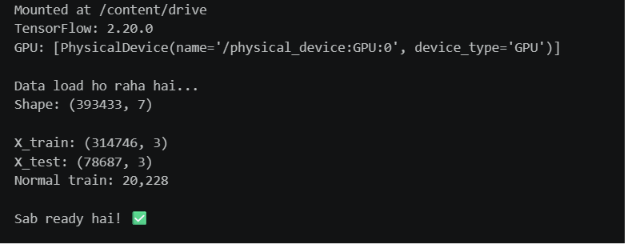 Mounted at /content/drive
TensorFlow: 2.20.0
GPU: [PhysicalDevice(name='/physical_device:GPU:0', device_type='GPU')]
Data load ho raha hai...
Shape: (393433, 7)
X_train: (314746, 3)
X_test: (78687, 3)
Normal train: 20,228
Sab ready hai! ✅